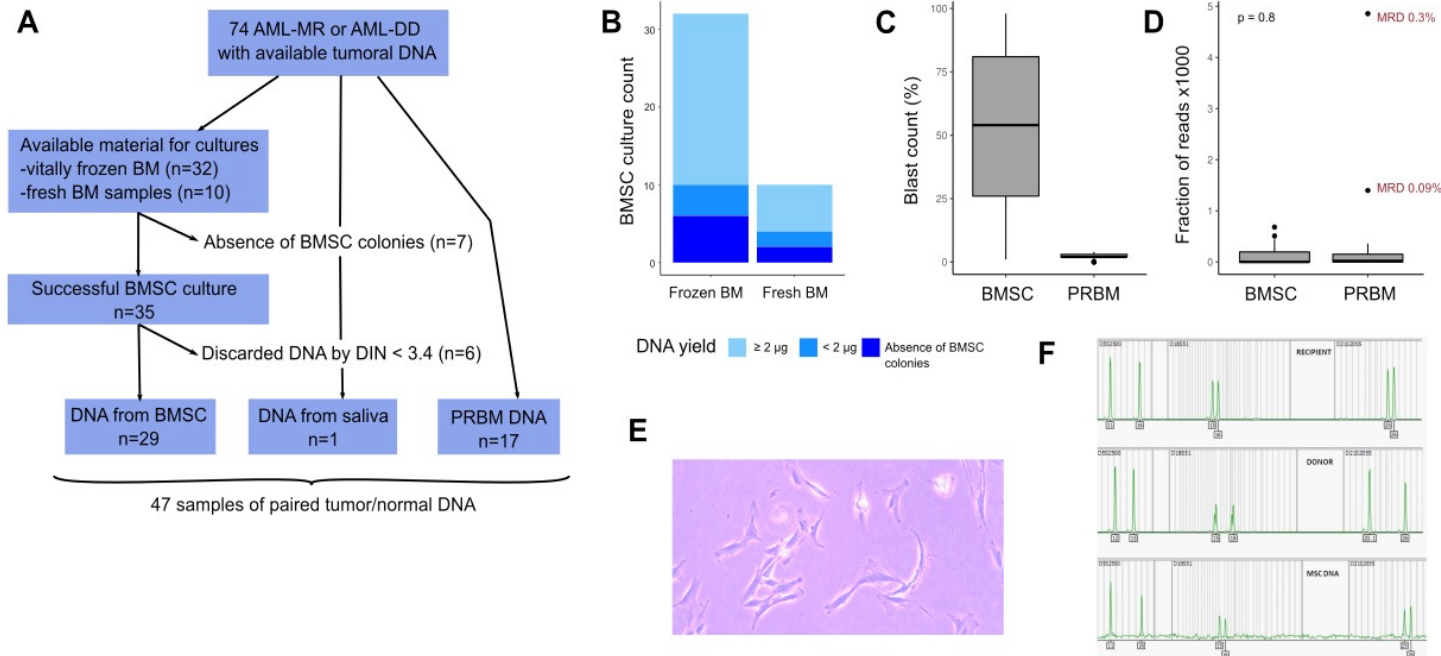 A
74 AML-MR or AML-DD
with available tumoral DNA
Available material for cultures
-vitally frozen BM (n=32)
-fresh BM samples (n=10)
Absence of BMSC colonies (n=7)
Successful BMSC culture
n=35
Discarded DNA by DIN < 3.4 (n=6)
DNA from BMSC
n=29
DNA from saliva
n=1
PRBM DNA
n=17
47 samples of paired tumor/normal DNA
B
BMSC culture count
30
20
10
0
Frozen BM
Fresh BM
DNA yield
≥ 2 µg
< 2 µg
Absence of BMSC
colonies
C
Blast count (%)
100
75
50
25
0
BMSC
PRBM
D
p = 0.8
MRD 0.3%
MRD 0.09%
Fraction of reads x1000
5
4
3
2
1
0
BMSC
PRBM
E
F
RECIPIENT
DONOR
MSC DNA